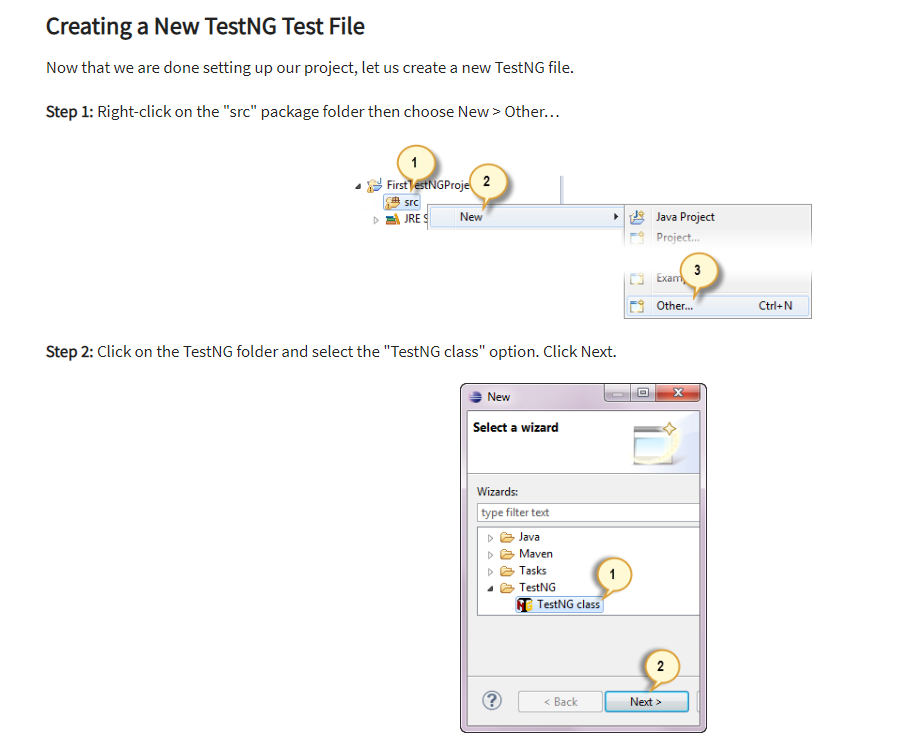 Creating a New TestNG Test File
Now that we are done setting up our project, let us create a new TestNG file.
Step 1: Right-click on the "src" package folder then choose New > Other…
1
2
FirstTestNGProje
src
New
JRE S
Java Project
Project...
3
Exam
Other... Ctrl+N
Step 2: Click on the TestNG folder and select the "TestNG class" option. Click Next.
New
Select a wizard
Wizards:
type filter text
Java
Maven
Tasks
1
TestNG
TestNG class
2
? < Back Next >